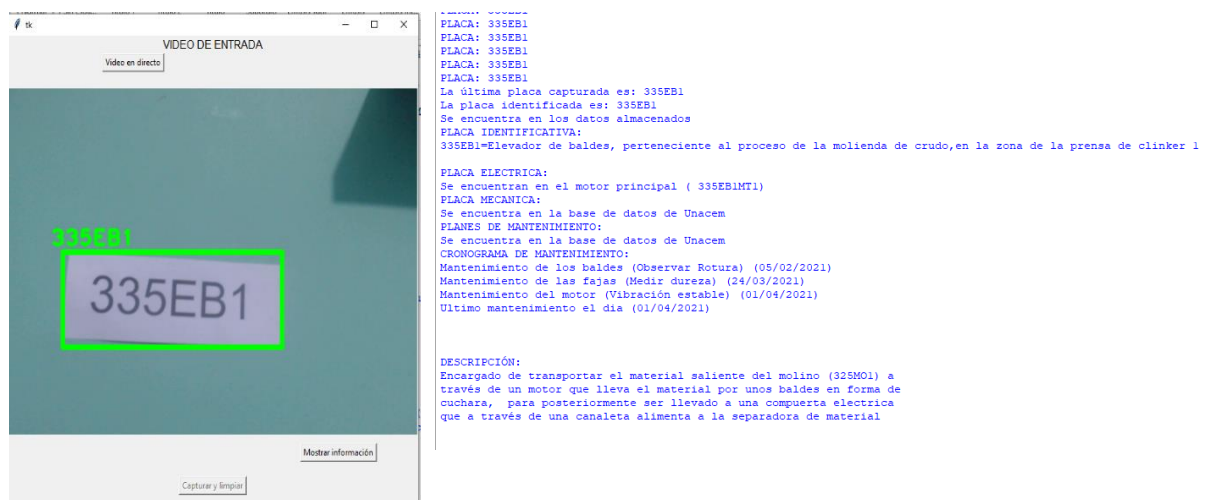 tk
VIDEO DE ENTRADA
Video en directo
335EB1
335EB1
Mostrar información
Capturar y limpiar
PLACA: 335EB1
PLACA: 335EB1
PLACA: 335EB1
PLACA: 335EB1
PLACA: 335EB1
La última placa capturada es: 335EB1
La placa identificada es: 335EB1
Se encuentra en los datos almacenados
PLACA IDENTIFICATIVA:
335EB1=Elevador de baldes, perteneciente al proceso de la molienda de crudo,en la zona de la prensa de clinker 1
PLACA ELECTRICA:
Se encuentran en el motor principal ( 335EB1MT1)
PLACA MECANICA:
Se encuentra en la base de datos de Unacem
PLANES DE MANTENIMIENTO:
Se encuentra en la base de datos de Unacem
CRONOGRAMA DE MANTENIMIENTO:
Mantenimiento de los baldes (Observar Rotura) (05/02/2021)
Mantenimiento de las fajas (Medir dureza) (24/03/2021)
Mantenimiento del motor (Vibración estable) (01/04/2021)
Ultimo mantenimiento el dia (01/04/2021)
DESCRIPCIÓN:
Encargado de transportar el material saliente del molino (325MO1) a
través de un motor que lleva el material por unos baldes en forma de
cuchara,  para posteriormente ser llevado a una compuerta electrica
que a través de una canaleta alimenta a la separadora de material